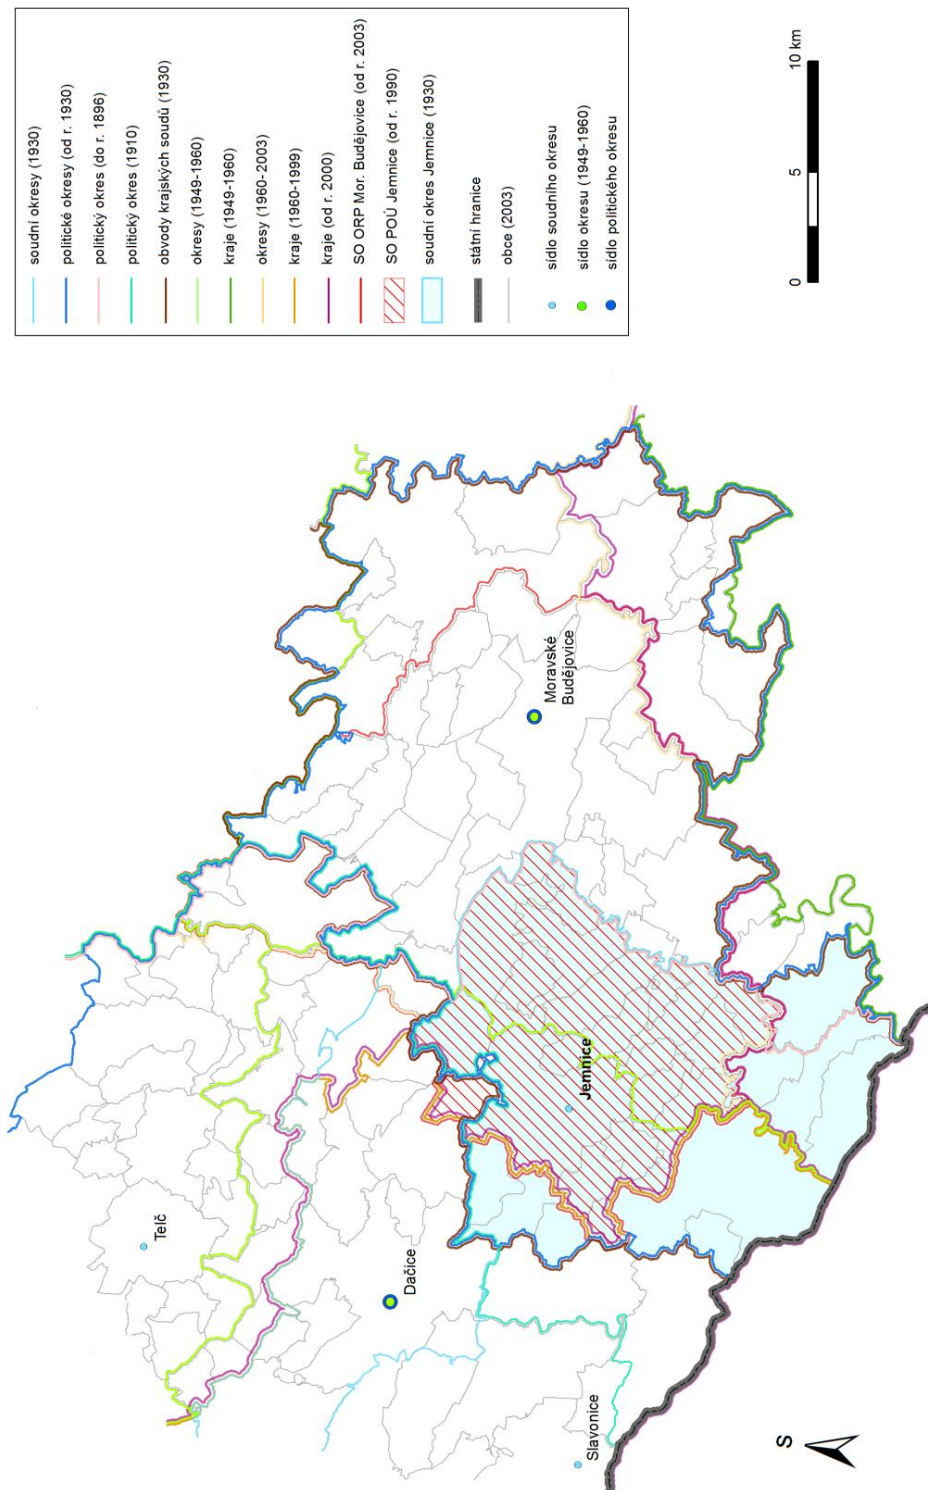 soudní okresy (1930)
politické okresy (od r. 1930)
politický okres (do r. 1896)
politický okres (1910)
obvody krajských soudů (1930)
okresy (1949-1960)
kraje (1949-1960)
okresy (1960-2003)
kraje (1960-1999)
kraje (od r. 2000)
SO ORP Mor. Budějovice (od r. 2003)
SO POÚ Jemnice (od r. 1990)
soudní okres Jemnice (1930)
státní hranice
obce (2003)
sídlo soudního okresu
sídlo okresu (1949-1960)
sídlo politického okresu
0 5 10 km
Telč
Dačice
Slavonice
Jemnice
Moravské
Budějovice
S